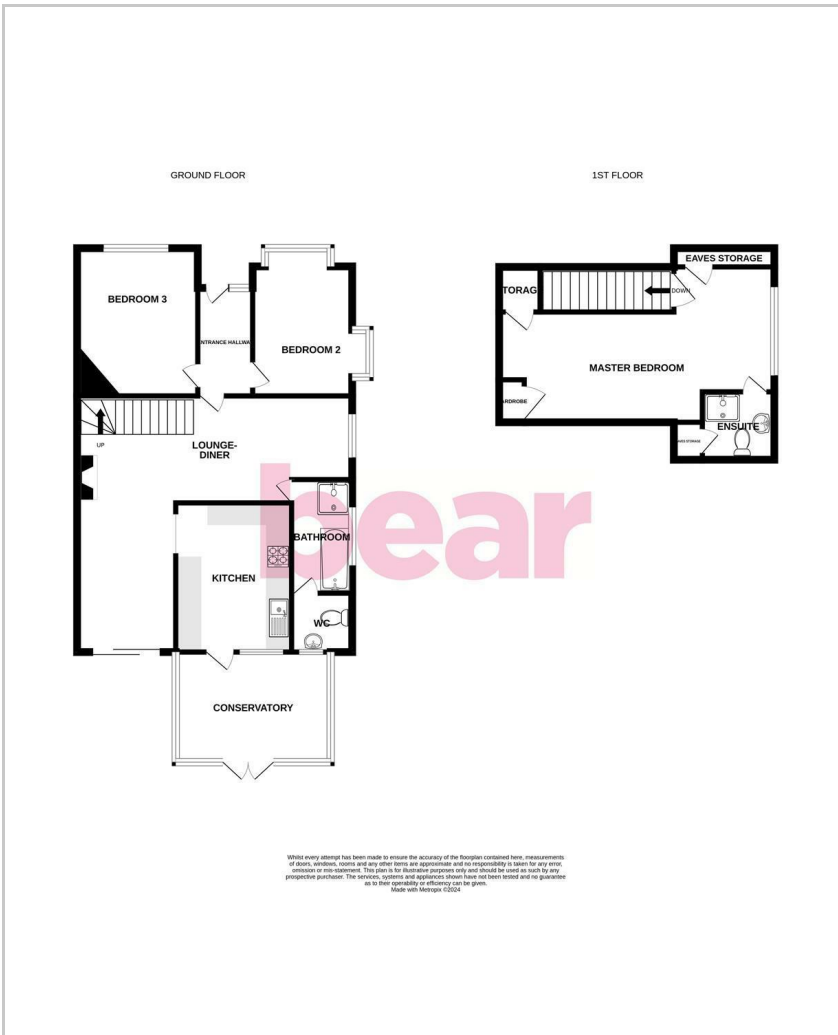 GROUND FLOOR
1ST FLOOR
BEDROOM 3
ENTRANCE HALLWA
BEDROOM 2
UP
LOUNGE-
DINER
BATHROOM
KITCHEN
WC
CONSERVATORY
EAVES STORAGE
TORAG
DOWN
MASTER BEDROOM
ARDROBE
ENSUITE
EAVES STORAGE
bear
Whilst every attempt has been made to ensure the accuracy of the floorplan contained here, measurements
of doors, windows, rooms and any other items are approximate and no responsibility is taken for any error,
omission or mis-statement. This plan is for illustrative purposes only and should be used as such by any
prospective purchaser. The services, systems and appliances shown have not been tested and no guarantee
as to their operability or efficiency can be given.
Made with Metropix ©2024